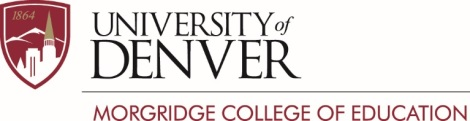 1864
UNIVERSITY of
DENVER
MORGRIDGE COLLEGE OF EDUCATION